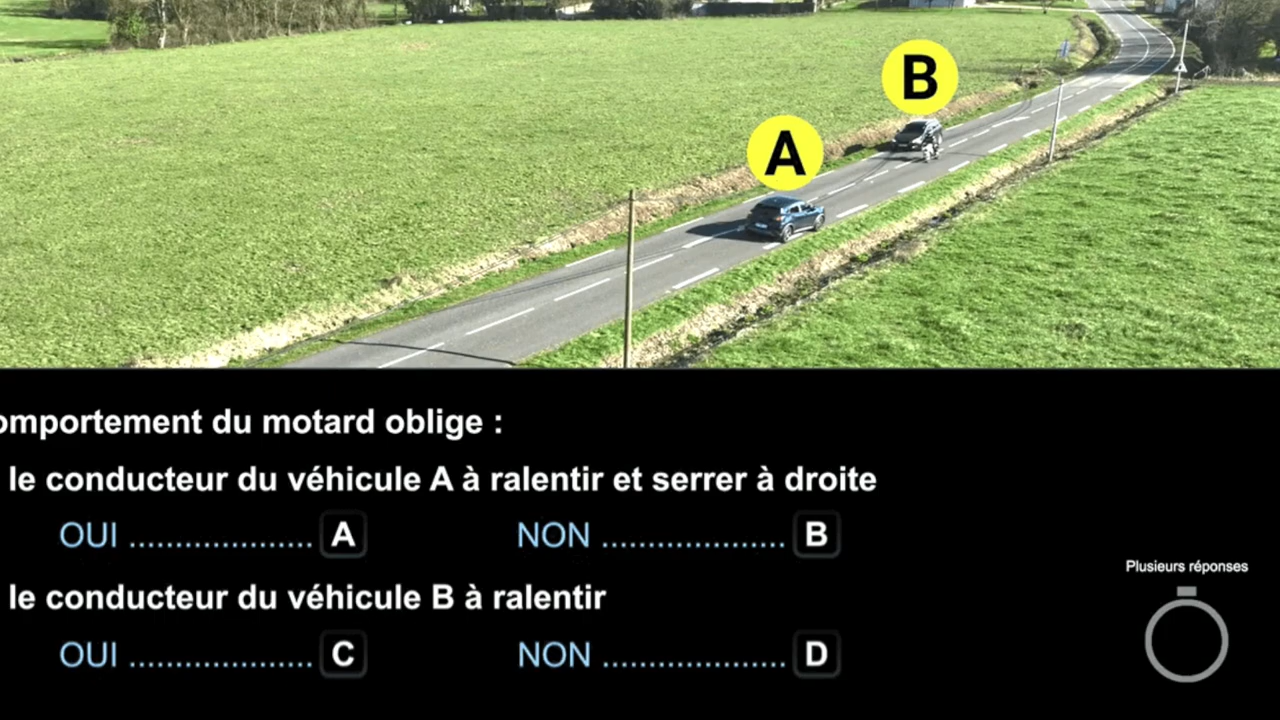 B
A
omportement du motard oblige :
le conducteur du véhicule A à ralentir et serrer à droite
OUI .................... A NON .................... B
Plusieurs réponses
le conducteur du véhicule B à ralentir
OUI .................... C NON .................... D